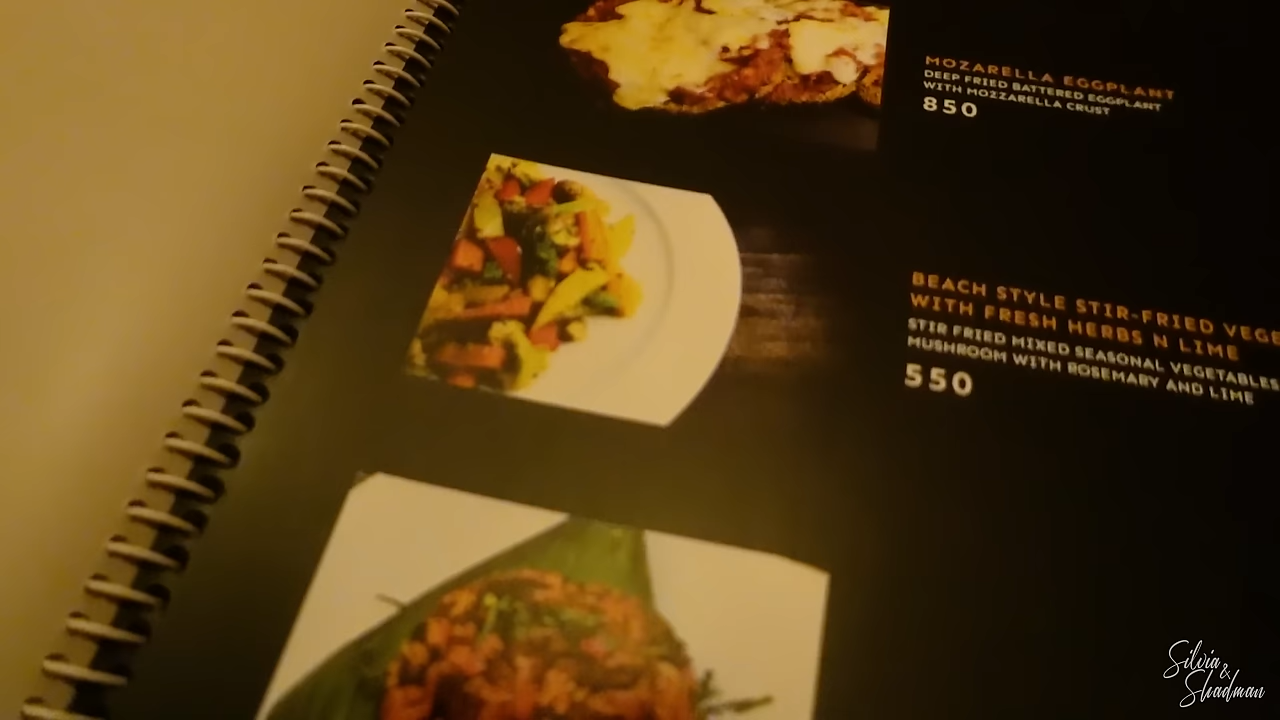 MOZARELLA EGGPLANT
DEEP FRIED BATTERED EGGPLANT
WITH MOZZARELLA CRUST
850
BEACH STYLE STIR-FRIED
WITH FRESH HERBS N LIME
STIR FRIED MIXED SEASONAL VEGETABLES
MUSHROOM WITH ROSEMARY AND LIME
550
Silvia
&
Shadman